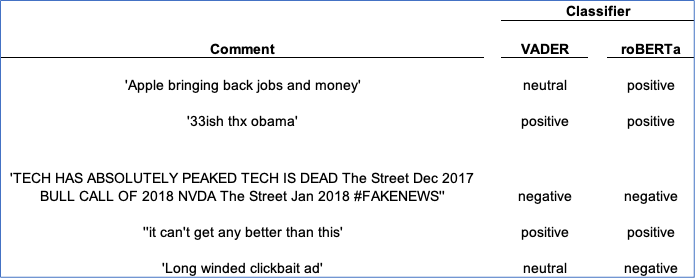 Classifier
Comment VADER roBERTa
'Apple bringing back jobs and money' neutral positive
'33ish thx obama' positive positive
'TECH HAS ABSOLUTELY PEAKED TECH IS DEAD The Street Dec 2017
BULL CALL OF 2018 NVDA The Street Jan 2018 #FAKENEWS" negative negative
"it can't get any better than this' positive positive
'Long winded clickbait ad' neutral negative